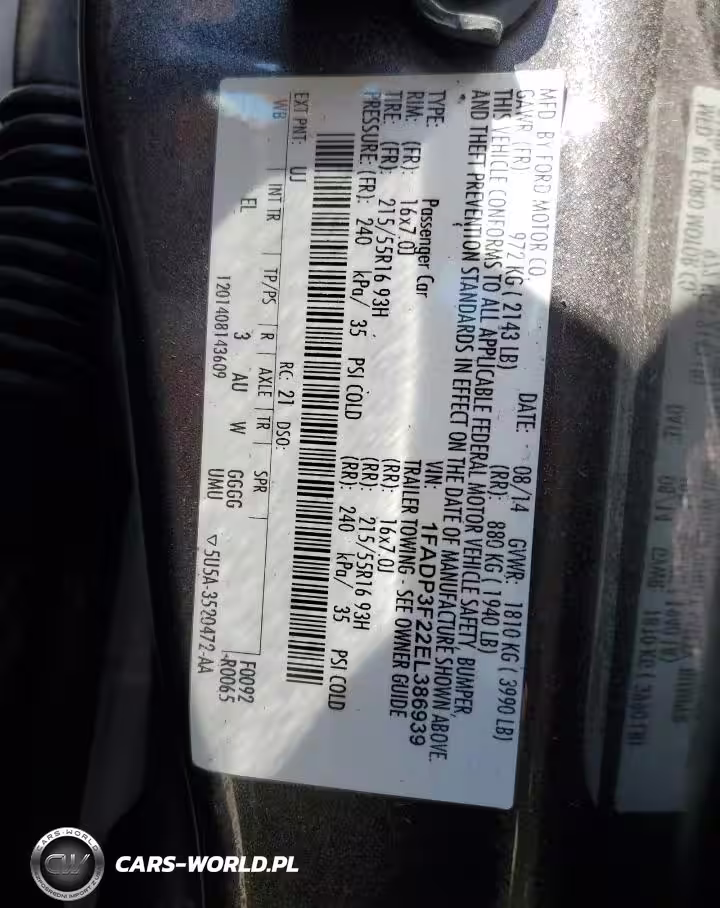 MFD BY FORD MOTOR CO.
DATE: 08/14 GVWR: 1810 KG ( 3990 LB)
GAWR: (FR) 972 KG ( 2143 LB) (RR): 880 KG ( 1940 LB)
THIS VEHICLE CONFORMS TO ALL APPLICABLE FEDERAL MOTOR VEHICLE SAFETY, BUMPER,
AND THEFT PREVENTION STANDARDS IN EFFECT ON THE DATE OF MANUFACTURE SHOWN ABOVE.
VIN: 1FADP3F22EL386939
TYPE: Passenger Car TRAILER TOWING - SEE OWNER GUIDE
RIM: (FR): 16x7.0J (RR): 16x7.0J
TIRE: (FR): 215/55R16 93H (RR): 215/55R16 93H
PRESSURE: (FR): 240 kPa/ 35 PSI COLD (RR): 240 kPa/ 35 PSI COLD
EXT PNT: UJ RC: 21 DSO: F0092
WB INT TR TP/PS R AXLE TR SPR -R0065
EL 3 AU W GGGG
UMU
1201408143609 ▽5U5A-3520472-AA
CARS-WORLD
CW
CARS-WORLD.PL